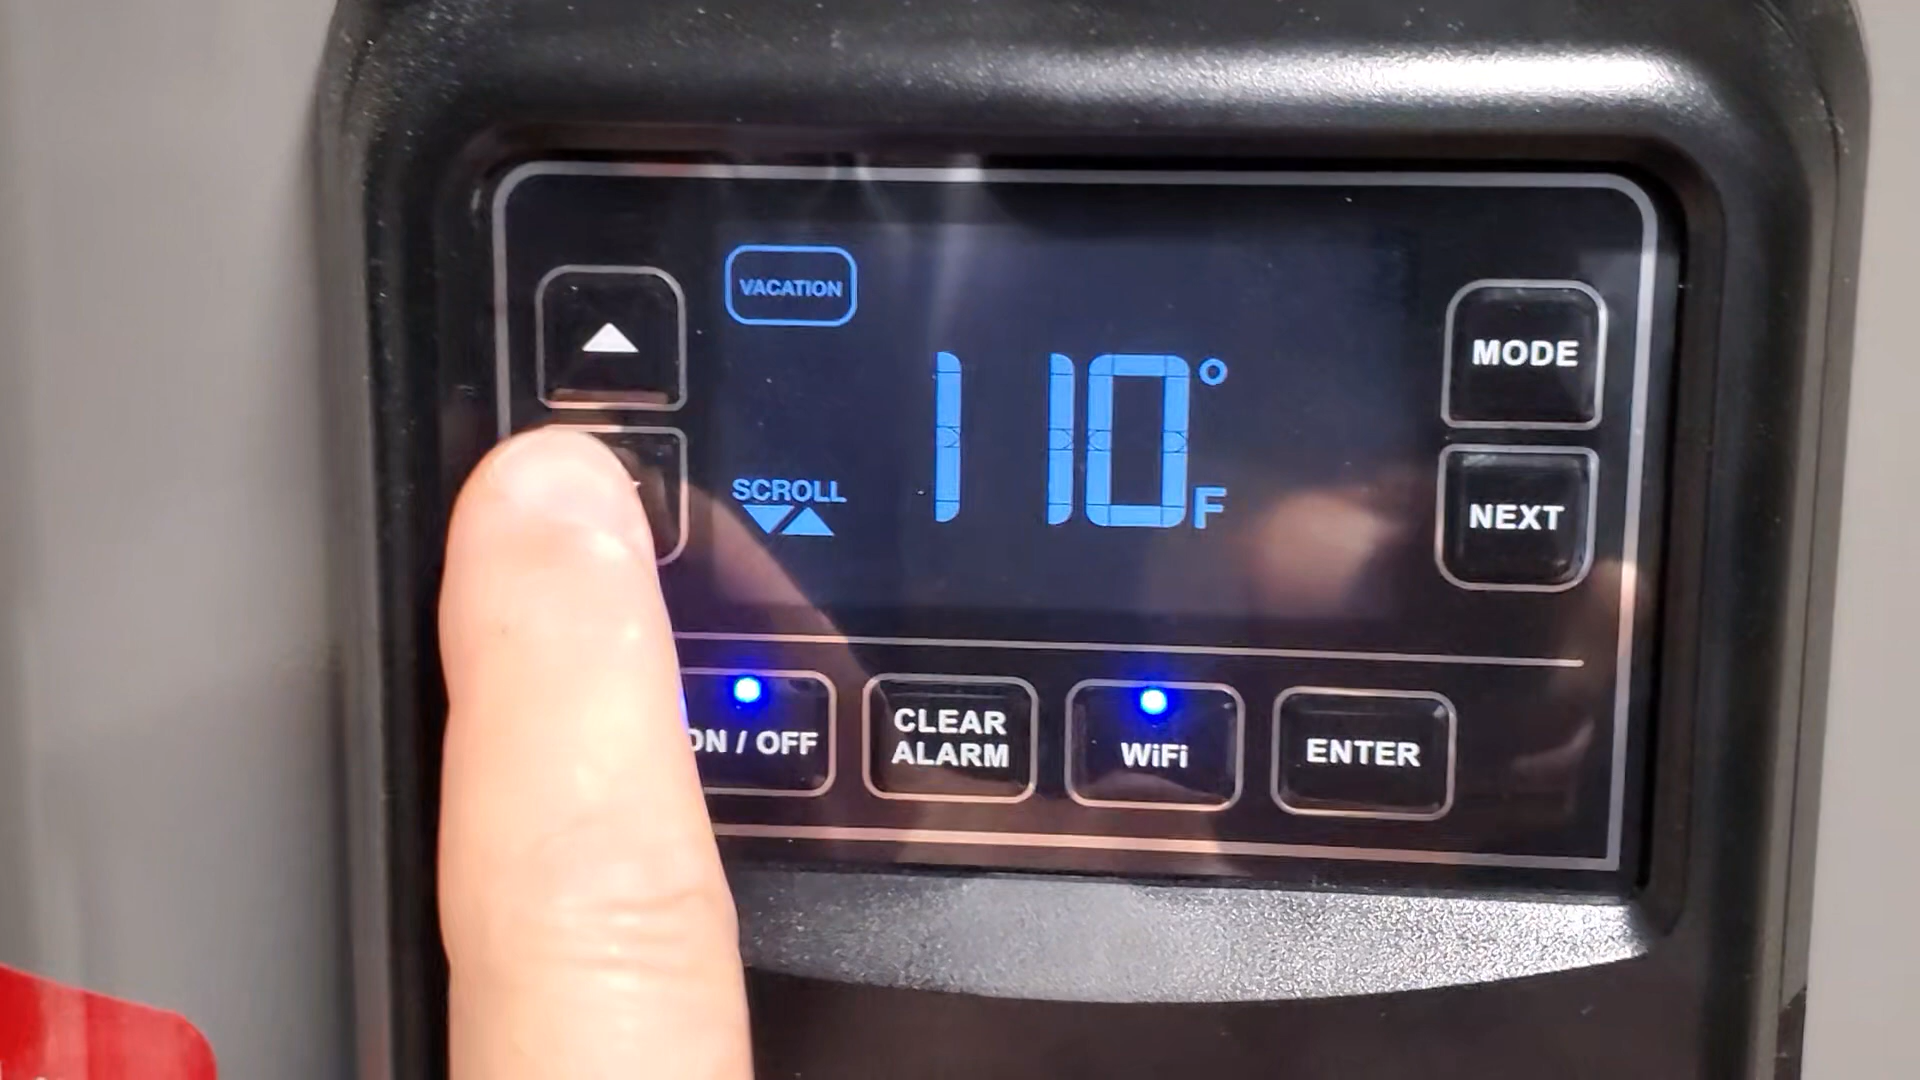 VACATION
MODE
110°F
SCROLL
NEXT
ON / OFF
CLEAR
ALARM
WiFi
ENTER